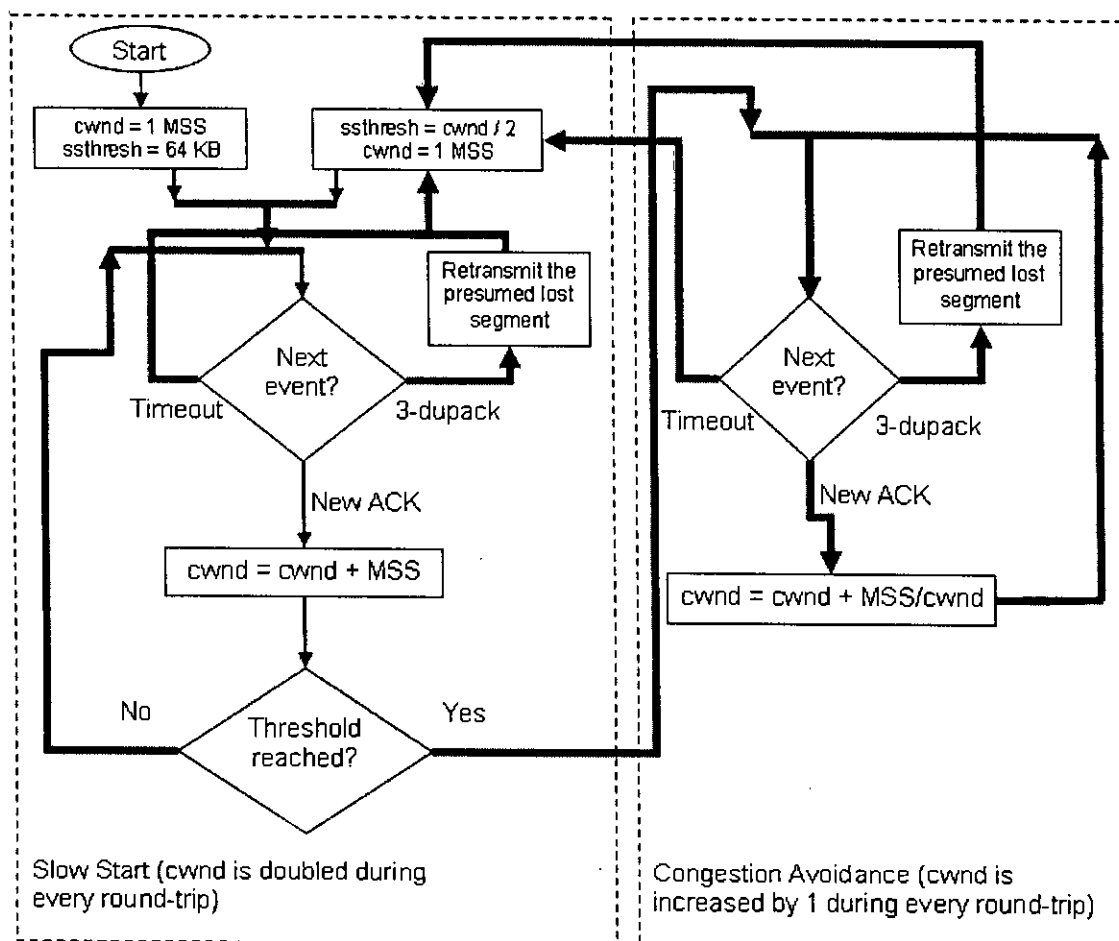 Start
cwnd = 1 MSS
ssthresh = 64 KB
ssthresh = cwnd / 2
cwnd = 1 MSS
Retransmit the
presumed lost
segment
Next
event?
Timeout
3-dupack
New ACK
cwnd = cwnd + MSS
No
Yes
Threshold
reached?
Slow Start (cwnd is doubled during
every round-trip)
Retransmit the
presumed lost
segment
Next
event?
Timeout
3-dupack
New ACK
cwnd = cwnd + MSS/cwnd
Congestion Avoidance (cwnd is
increased by 1 during every round-trip)